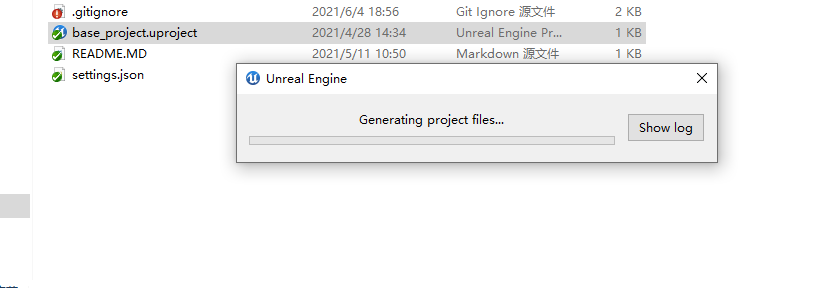 .gitignore 2021/6/4 18:56 Git Ignore 源文件 2 KB
base_project.uproject 2021/4/28 14:34 Unreal Engine Pr... 1 KB
README.MD 2021/5/11 10:50 Markdown 源文件 1 KB
settings.json
Unreal Engine
Generating project files...
Show log